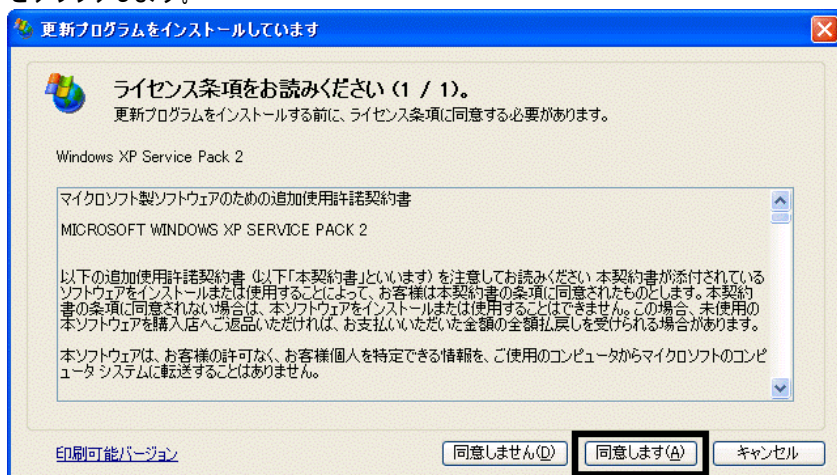 をクリックします。
更新プログラムをインストールしています
ライセンス条項をお読みください (1 / 1)。
更新プログラムをインストールする前に、ライセンス条項に同意する必要があります。
Windows XP Service Pack 2
マイクロソフト製ソフトウェアのための追加使用許諾契約書
MICROSOFT WINDOWS XP SERVICE PACK 2
以下の追加使用許諾契約書 (以下「本契約書」といいます) を注意してお読みください 本契約書が添付されている
ソフトウェアをインストールまたは使用することによって、お客様は本契約書の条項に同意されたものとします。本契約
書の条項に同意されない場合は、本ソフトウェアをインストールまたは使用することはできません。この場合、未使用の
本ソフトウェアを購入店へご返品いただければ、お支払いいただいた金額の全額払戻しを受けられる場合があります。
本ソフトウェアは、お客様の許可なく、お客様個人を特定できる情報を、ご使用のコンピュータからマイクロソフトのコンピ
ュータ システムに転送することはありません。
印刷可能バージョン
同意しません(D)
同意します(A)
キャンセル